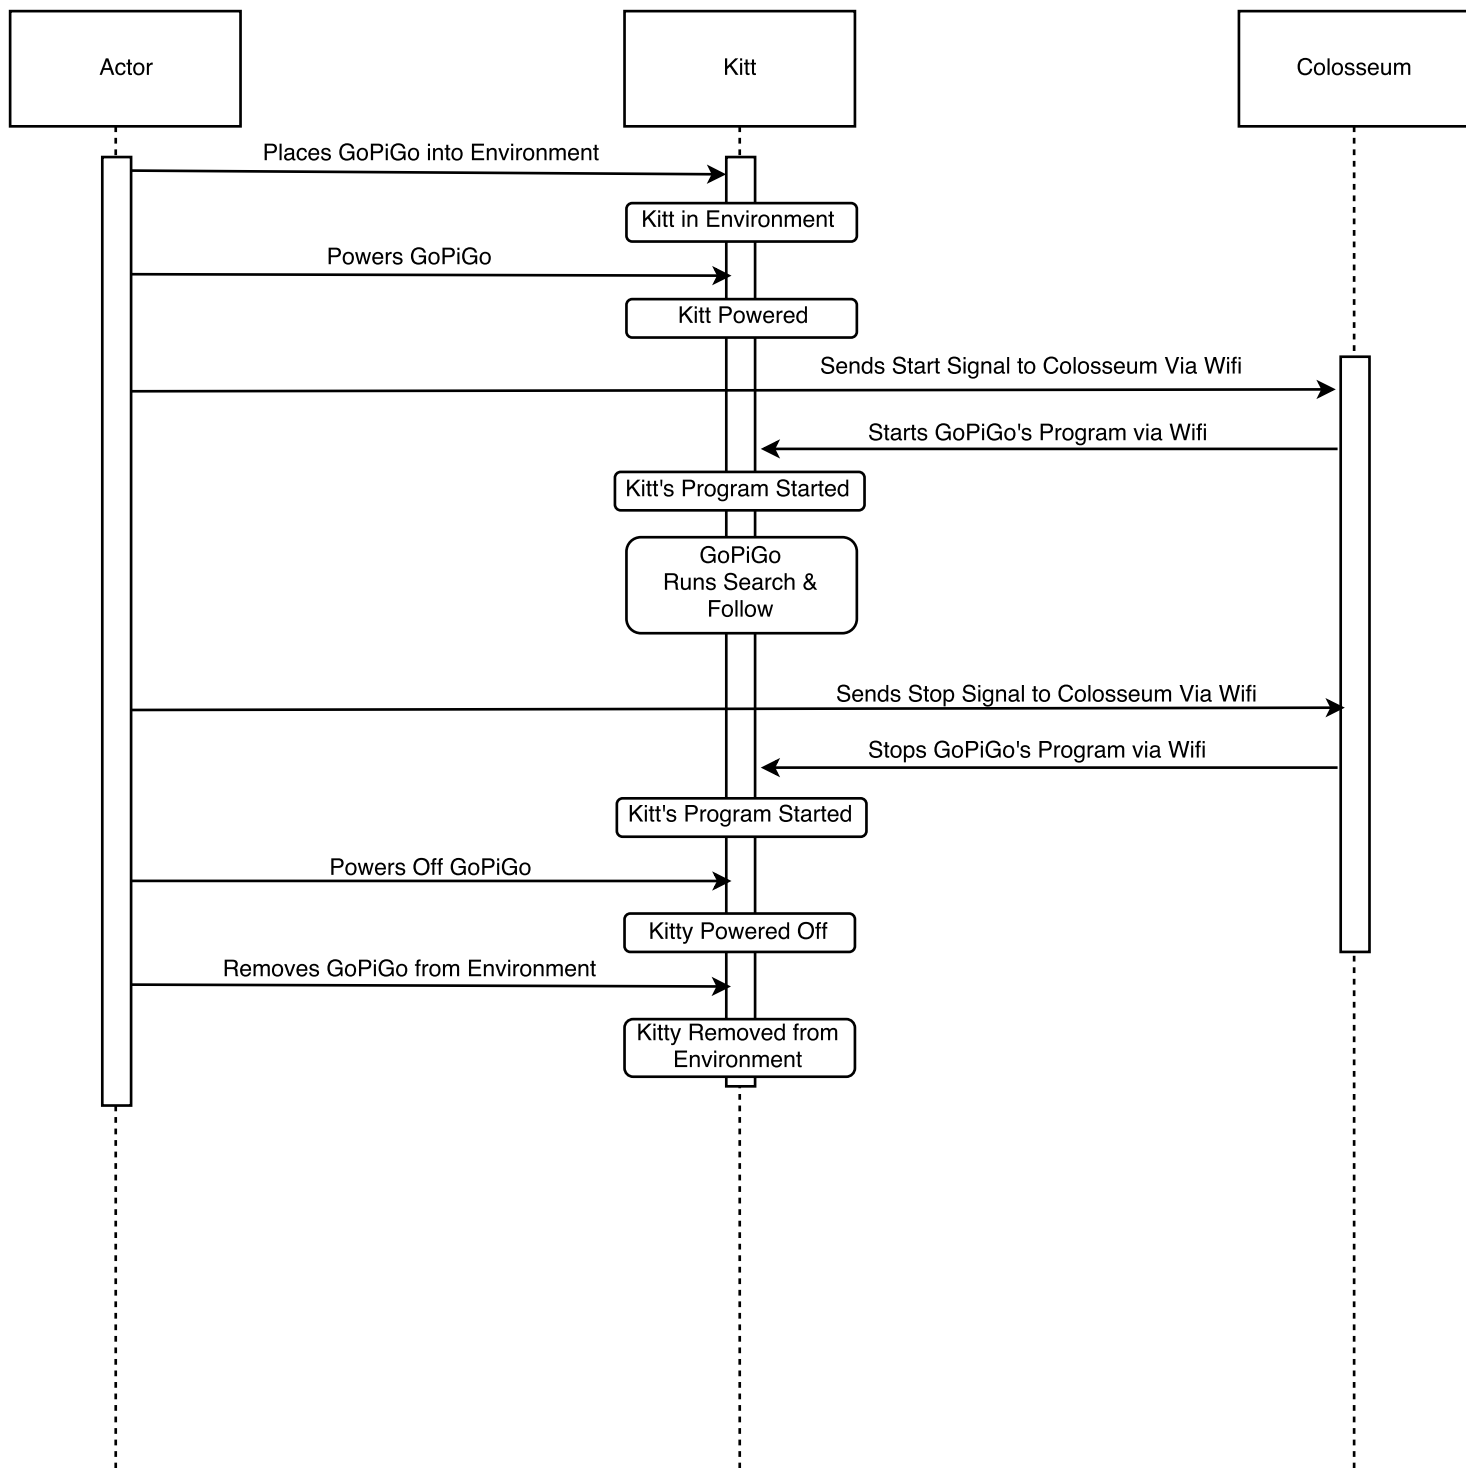 Actor
Kitt
Colosseum
Places GoPiGo into Environment
Kitt in Environment
Powers GoPiGo
Kitt Powered
Sends Start Signal to Colosseum Via Wifi
Starts GoPiGo's Program via Wifi
Kitt's Program Started
GoPiGo
Runs Search &
Follow
Sends Stop Signal to Colosseum Via Wifi
Stops GoPiGo's Program via Wifi
Kitt's Program Started
Powers Off GoPiGo
Kitty Powered Off
Removes GoPiGo from Environment
Kitty Removed from
Environment